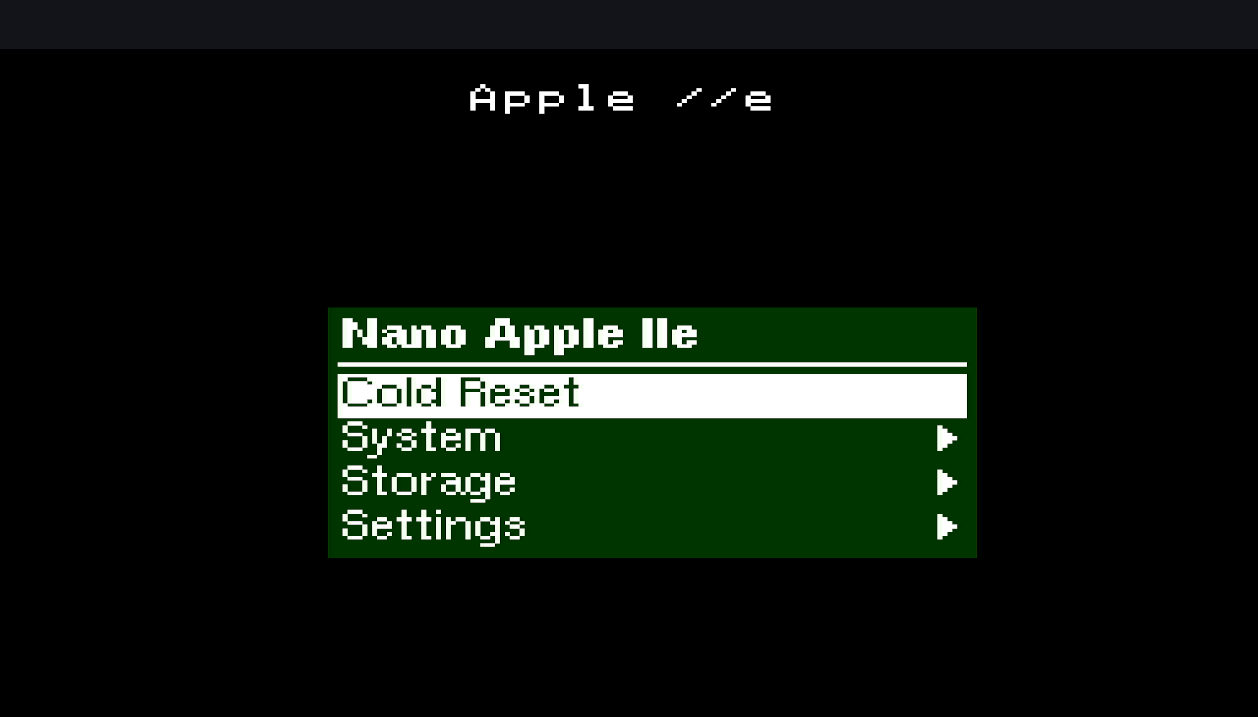 Apple //e
Nano Apple IIe
Cold Reset
System
Storage
Settings